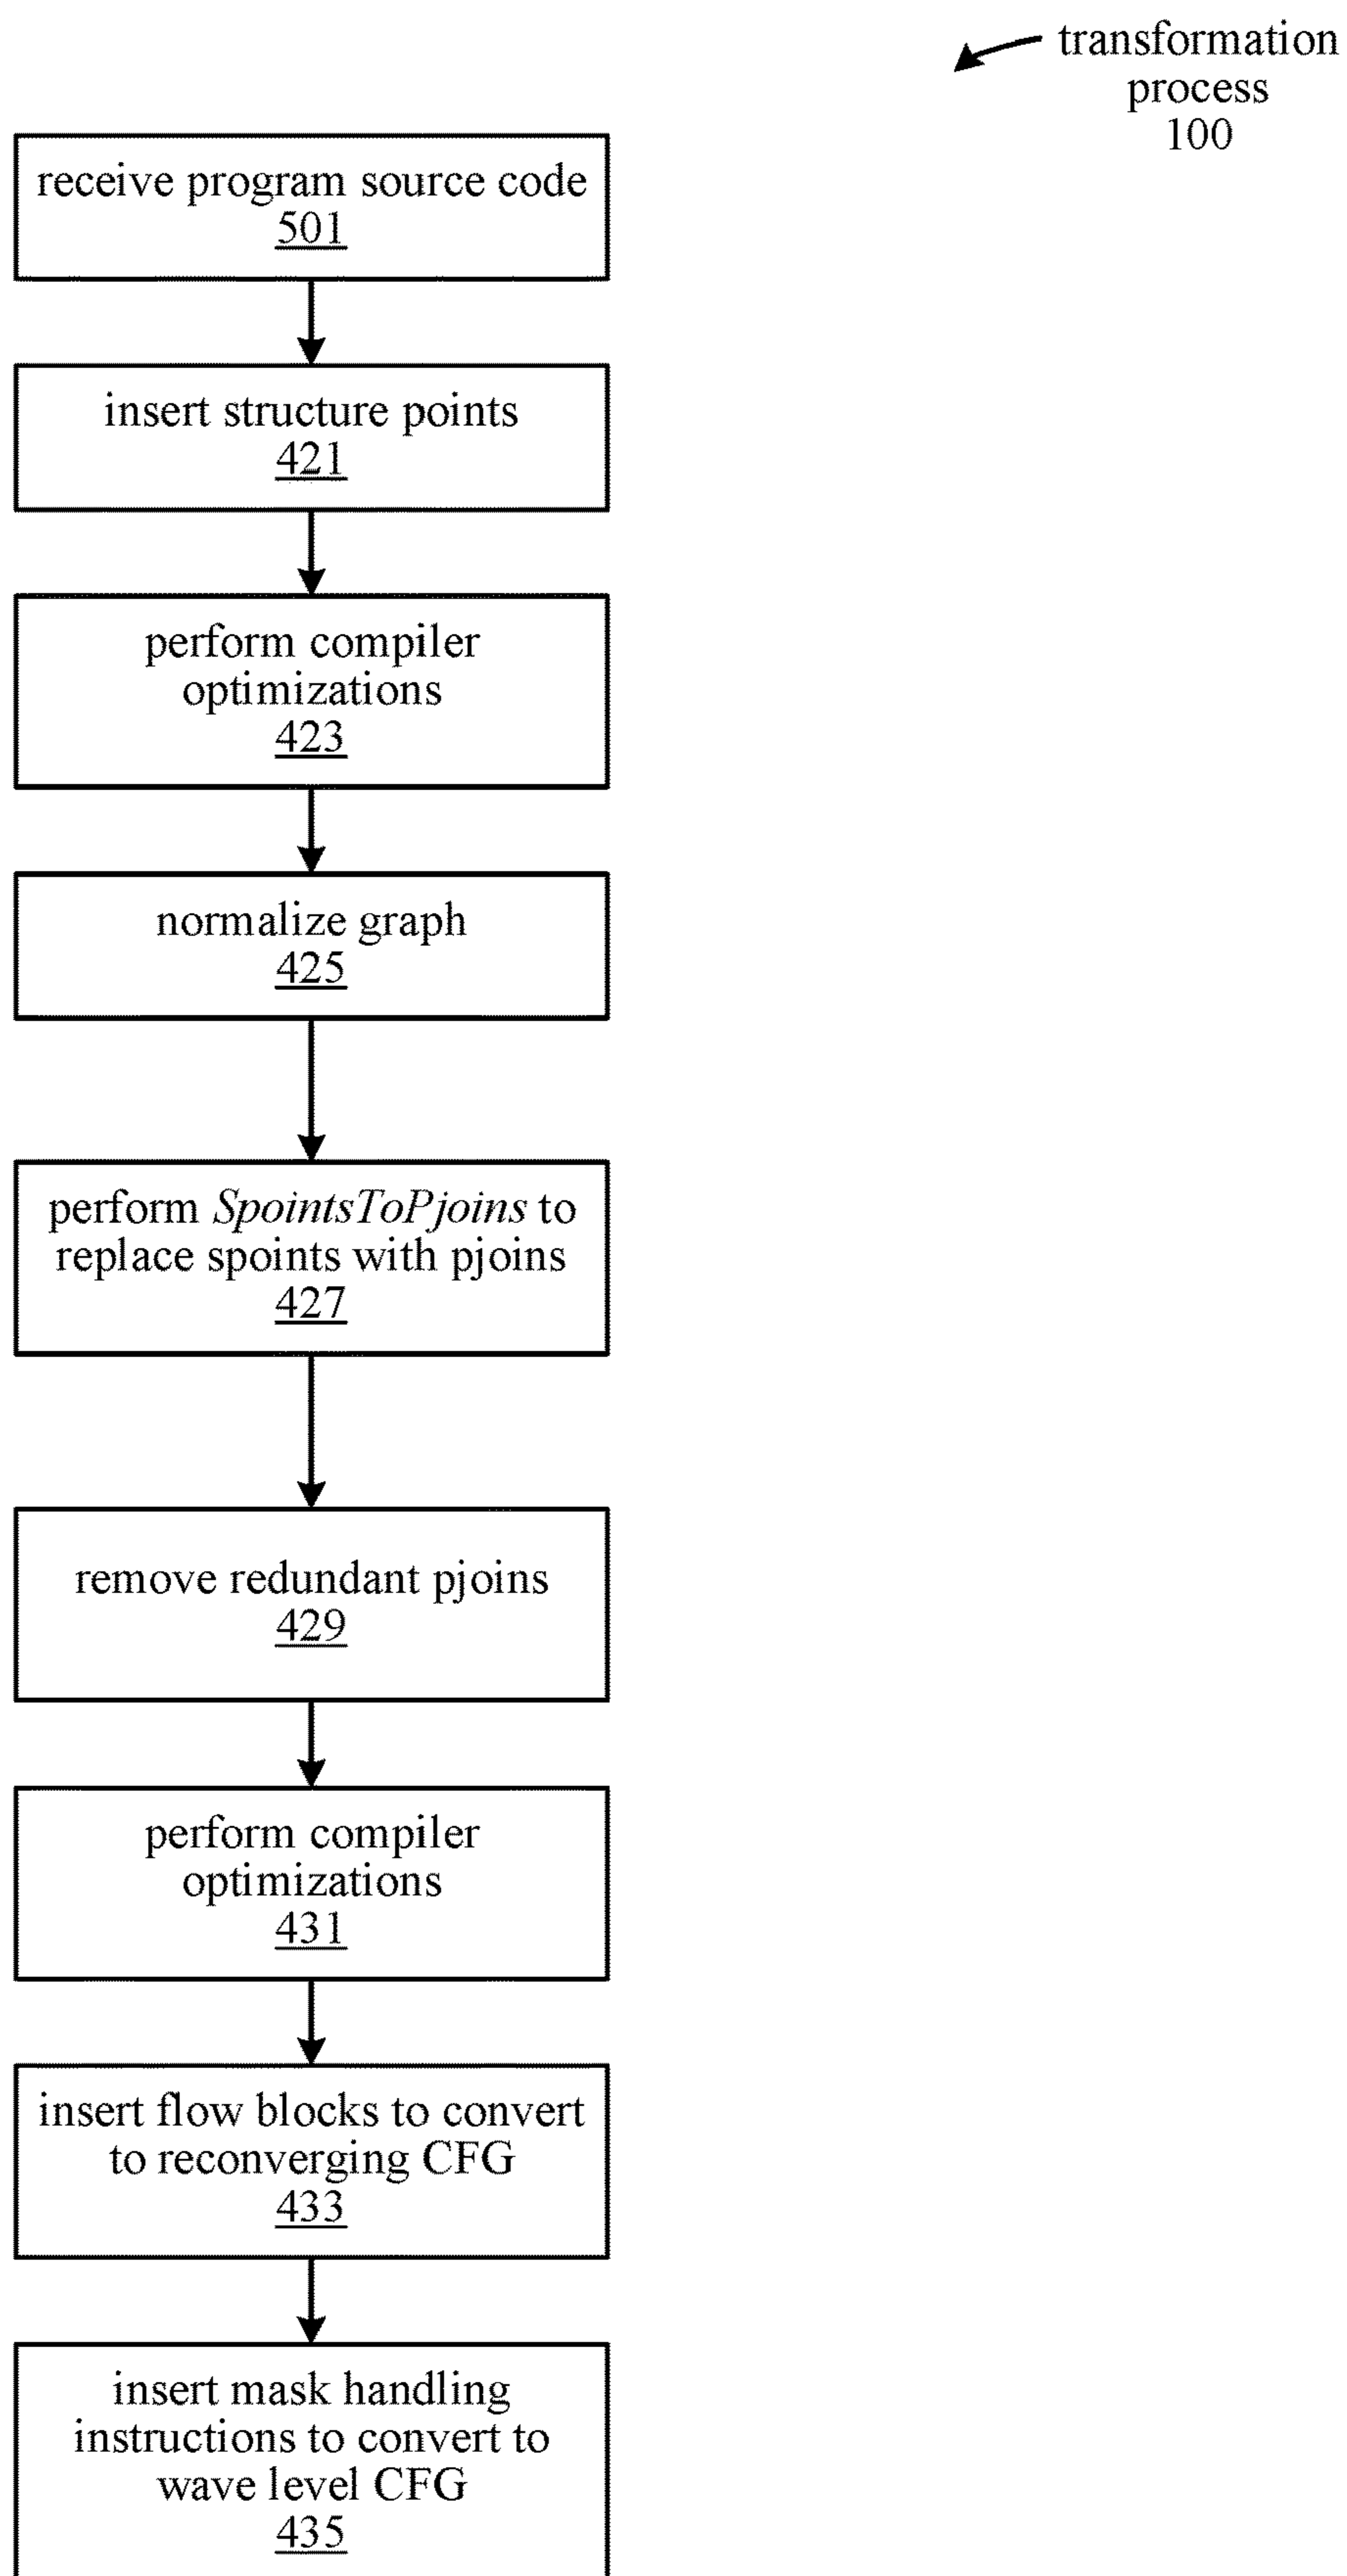 transformation
process
100
receive program source code
501
insert structure points
421
perform compiler
optimizations
423
normalize graph
425
perform SpointsToPjoins to
replace spoints with pjoins
427
remove redundant pjoins
429
perform compiler
optimizations
431
insert flow blocks to convert
to reconverging CFG
433
insert mask handling
instructions to convert to
wave level CFG
435